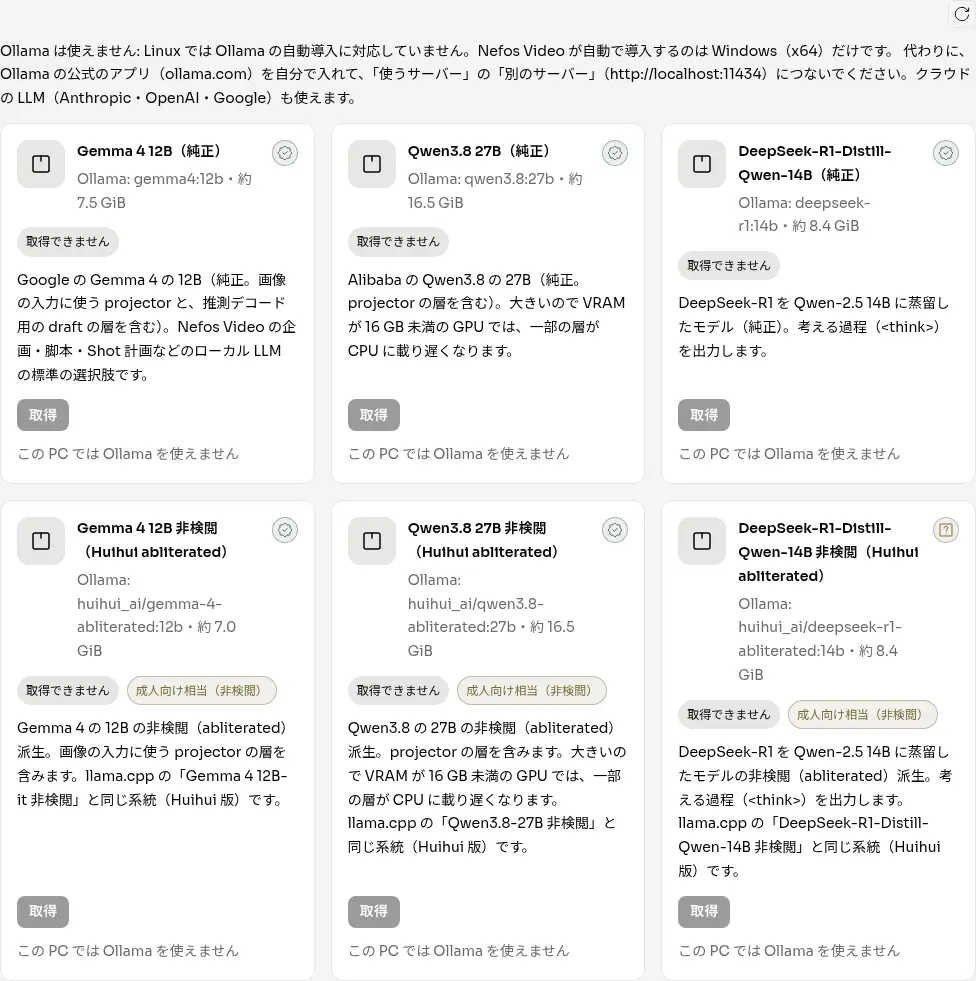 Ollama は使えません: Linux では Ollama の自動導入に対応していません。Nefos Video が自動で導入するのは Windows（x64）だけです。 代わりに、
Ollama の公式のアプリ（ollama.com）を自分で入れて、「使うサーバー」の「別のサーバー」（http://localhost:11434）につないでください。クラウド
の LLM（Anthropic・OpenAI・Google）も使えます。
Gemma 4 12B（純正）
Ollama: gemma4:12b・約
7.5 GiB
取得できません
Google の Gemma 4 の 12B（純正。画像
の入力に使う projector と、推測デコード
用の draft の層を含む）。Nefos Video の企
画・脚本・Shot 計画などのローカル LLM
の標準の選択肢です。
取得
この PC では Ollama を使えません
Qwen3.8 27B（純正）
Ollama: qwen3.8:27b・約
16.5 GiB
取得できません
Alibaba の Qwen3.8 の 27B（純正。
projector の層を含む）。大きいので VRAM
が 16 GB 未満の GPU では、一部の層が
CPU に載り遅くなります。
取得
この PC では Ollama を使えません
DeepSeek-R1-Distill-
Qwen-14B（純正）
Ollama: deepseek-
r1:14b・約 8.4 GiB
取得できません
DeepSeek-R1 を Qwen-2.5 14B に蒸留し
たモデル（純正）。考える過程（<think>）
を出力します。
取得
この PC では Ollama を使えません
Gemma 4 12B 非検閲
（Huihui abliterated）
Ollama:
huihui_ai/gemma-4-
abliterated:12b・約 7.0
GiB
取得できません
成人向け相当（非検閲）
Gemma 4 の 12B の非検閲（abliterated）
派生。画像の入力に使う projector の層を
含みます。llama.cpp の「Gemma 4 12B-
it 非検閲」と同じ系統（Huihui 版）です。
取得
この PC では Ollama を使えません
Qwen3.8 27B 非検閲
（Huihui abliterated）
Ollama:
huihui_ai/qwen3.8-
abliterated:27b・約 16.5
GiB
取得できません
成人向け相当（非検閲）
Qwen3.8 の 27B の非検閲（abliterated）
派生。projector の層を含みます。大きいの
で VRAM が 16 GB 未満の GPU では、一部
の層が CPU に載り遅くなります。
llama.cpp の「Qwen3.8-27B 非検閲」と
同じ系統（Huihui 版）です。
取得
この PC では Ollama を使えません
DeepSeek-R1-Distill-
Qwen-14B 非検閲（Huihui
abliterated）
Ollama:
huihui_ai/deepseek-r1-
abliterated:14b・約 8.4
GiB
取得できません
成人向け相当（非検閲）
DeepSeek-R1 を Qwen-2.5 14B に蒸留し
たモデルの非検閲（abliterated）派生。考
える過程（<think>）を出力します。
llama.cpp の「DeepSeek-R1-Distill-
Qwen-14B 非検閲」と同じ系統（Huihui
版）です。
取得
この PC では Ollama を使えません